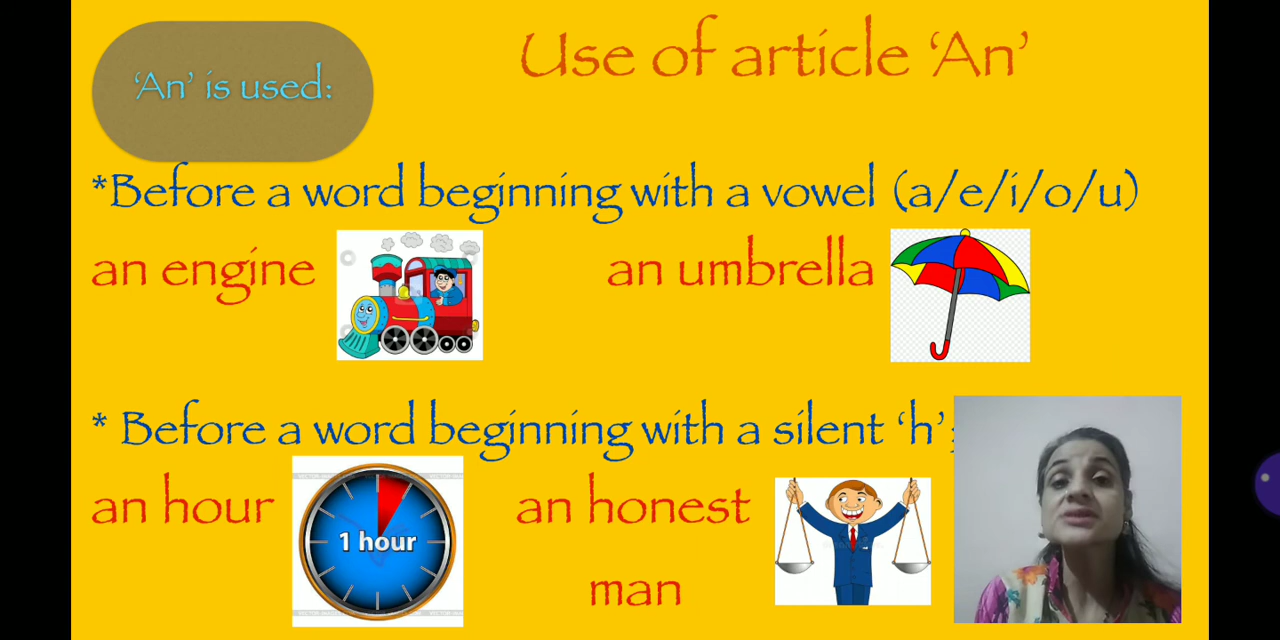 Use of article ‘An’
‘An’ is used:
*Before a word beginning with a vowel (a/e/i/o/u)
an engine
an umbrella
* Before a word beginning with a silent ‘h’;
an hour
1 hour
an honest
man